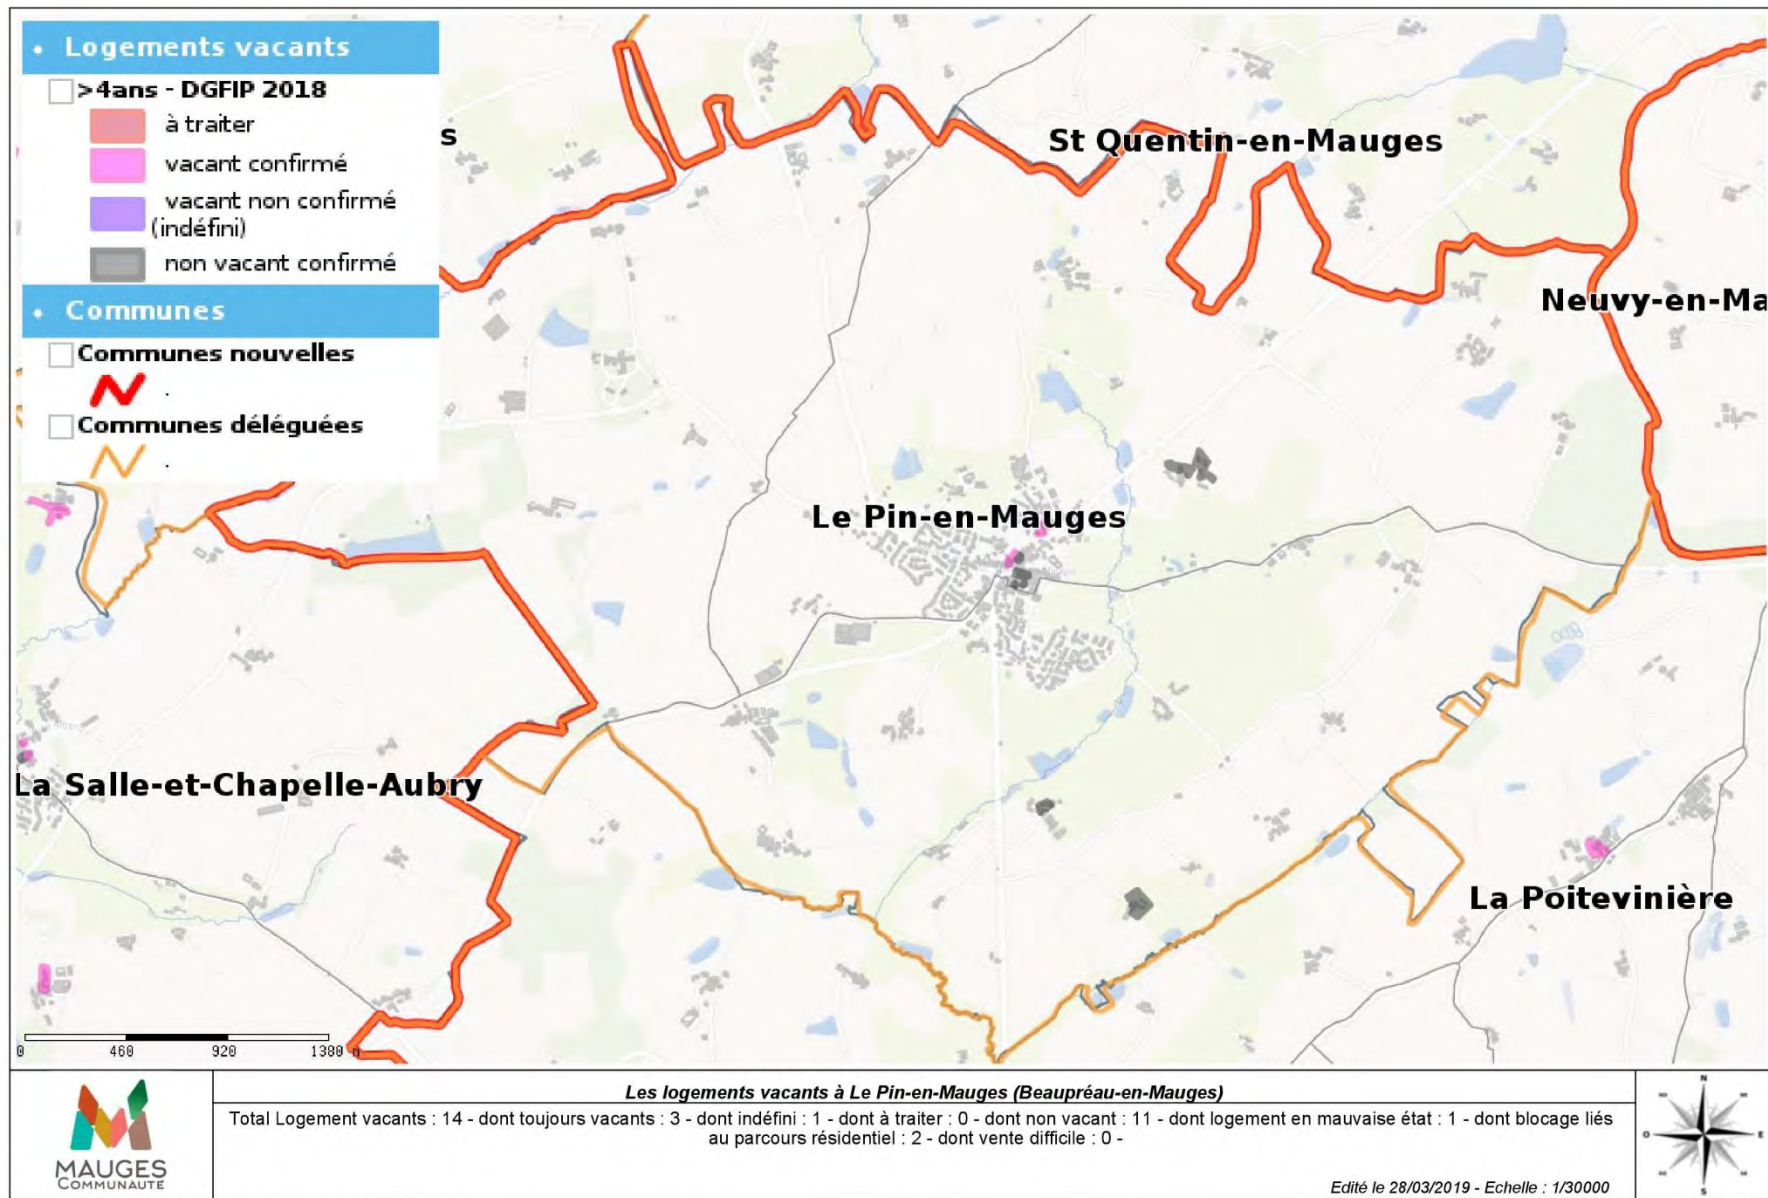 Logements vacants
>4ans - DGFIP 2018
à traiter
vacant confirmé
vacant non confirmé
(indéfini)
non vacant confirmé
Communes
Communes nouvelles
.
Communes déléguées
.
s
St Quentin-en-Mauges
Neuvy-en-Ma
Le Pin-en-Mauges
La Salle-et-Chapelle-Aubry
La Poitevinière
0 460 920 1380 m
MAUGES
COMMUNAUTÉ
Les logements vacants à Le Pin-en-Mauges (Beaupréau-en-Mauges)
Total Logement vacants : 14 - dont toujours vacants : 3 - dont indéfini : 1 - dont à traiter : 0 - dont non vacant : 11 - dont logement en mauvaise état : 1 - dont blocage liés
au parcours résidentiel : 2 - dont vente difficile : 0 -
Edité le 28/03/2019 - Echelle : 1/30000
N
O E
S